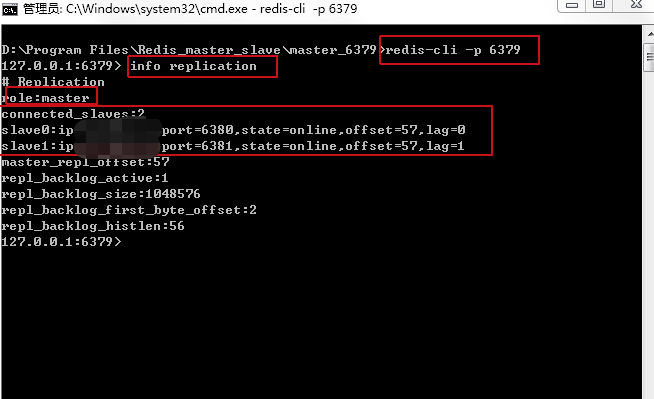 管理员: C:\Windows\system32\cmd.exe - redis-cli  -p 6379
D:\Program Files\Redis_master_slave\master_6379>redis-cli -p 6379
127.0.0.1:6379> info replication
# Replication
role:master
connected_slaves:2
slave0:ip port=6380,state=online,offset=57,lag=0
slave1:ip port=6381,state=online,offset=57,lag=1
master_repl_offset:57
repl_backlog_active:1
repl_backlog_size:1048576
repl_backlog_first_byte_offset:2
repl_backlog_histlen:56
127.0.0.1:6379>